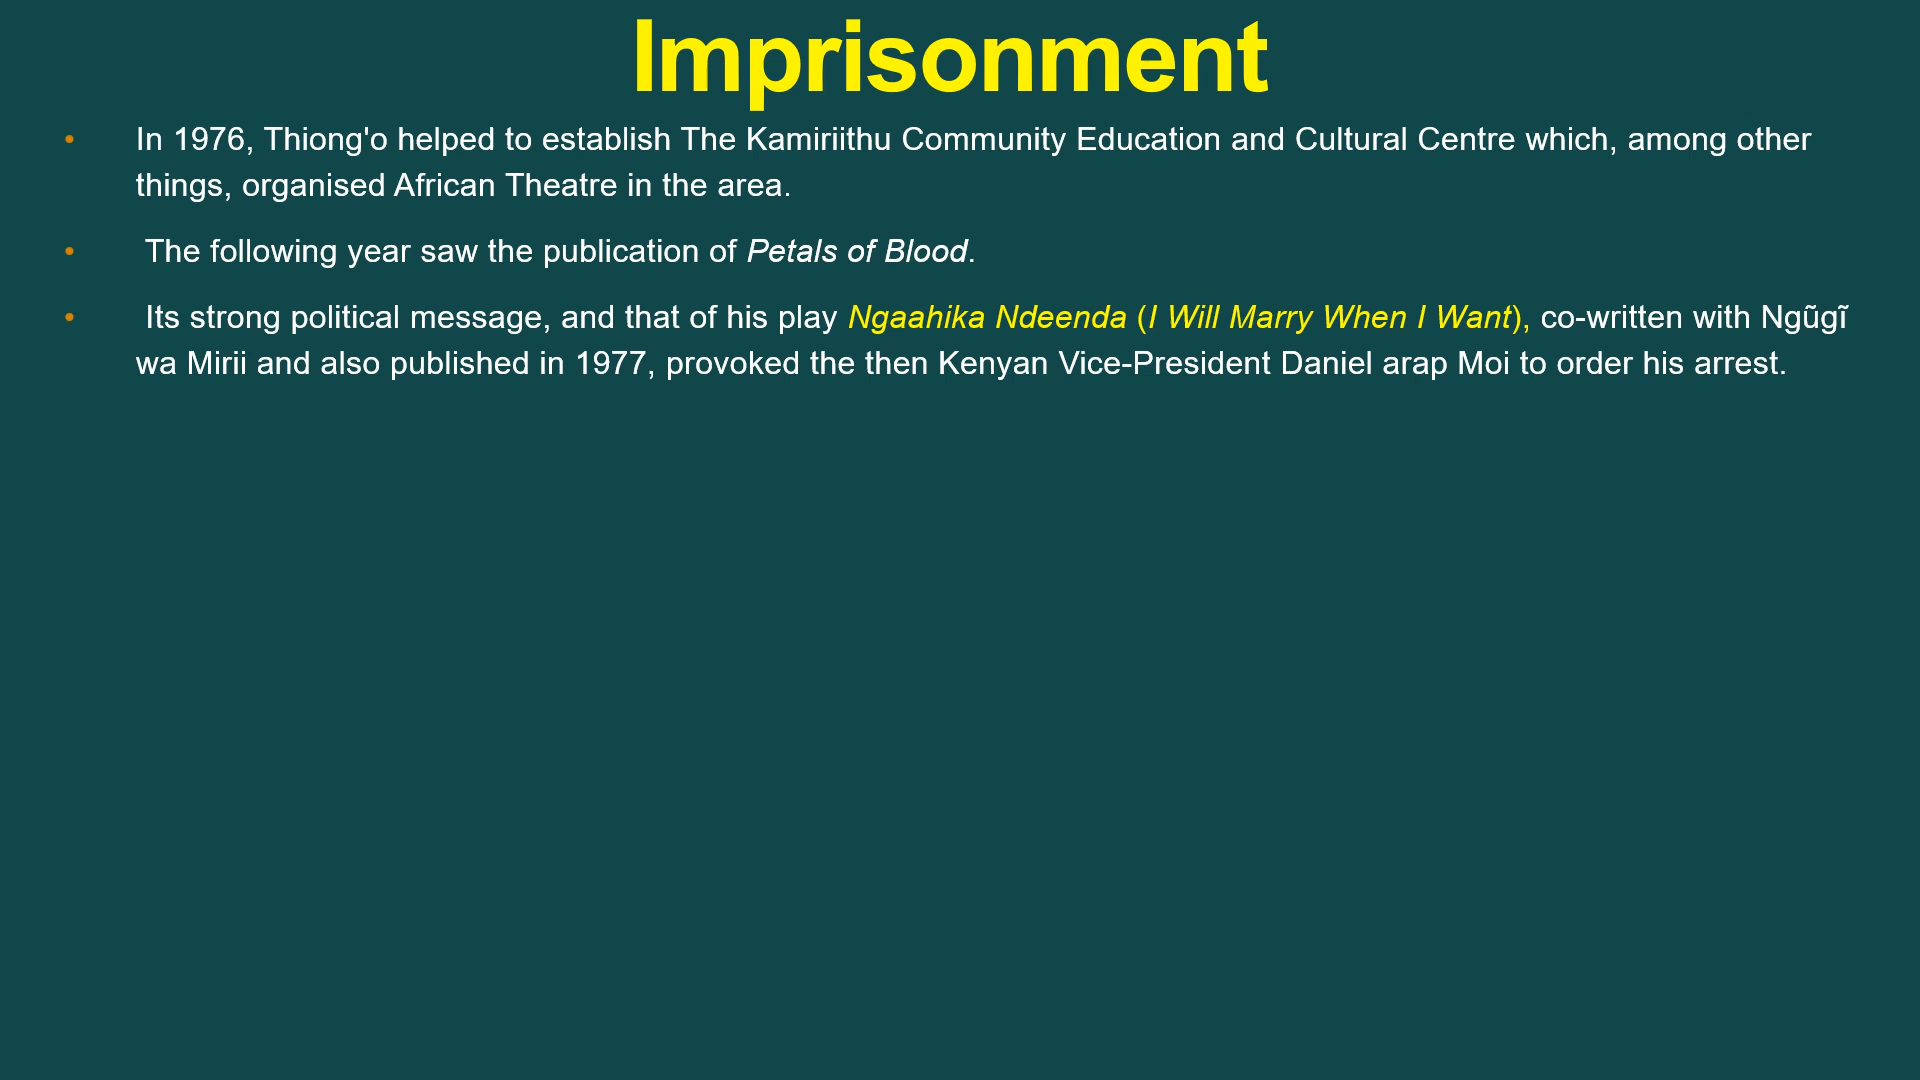 Imprisonment
• In 1976, Thiong'o helped to establish The Kamiriithu Community Education and Cultural Centre which, among other
things, organised African Theatre in the area.
• The following year saw the publication of Petals of Blood.
• Its strong political message, and that of his play Ngaahika Ndeenda (I Will Marry When I Want), co-written with Ngũgĩ
wa Mirii and also published in 1977, provoked the then Kenyan Vice-President Daniel arap Moi to order his arrest.